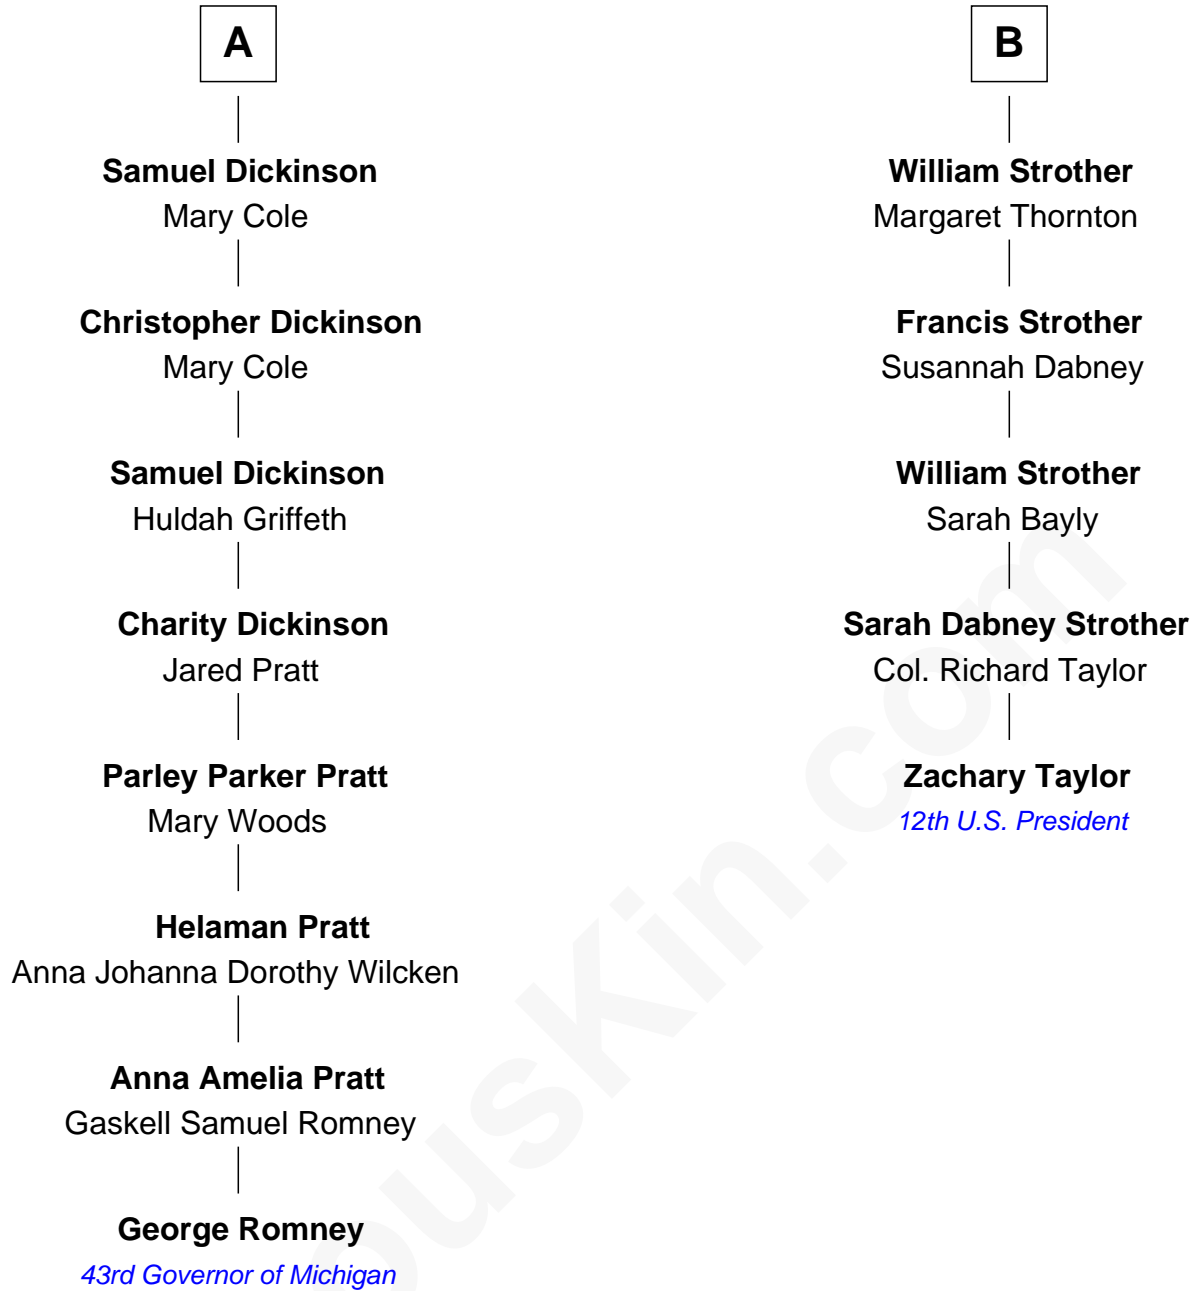 A
Samuel Dickinson
Mary Cole
Christopher Dickinson
Mary Cole
Samuel Dickinson
Huldah Griffeth
Charity Dickinson
Jared Pratt
Parley Parker Pratt
Mary Woods
Helaman Pratt
Anna Johanna Dorothy Wilcken
Anna Amelia Pratt
Gaskell Samuel Romney
George Romney
43rd Governor of Michigan
B
William Strother
Margaret Thornton
Francis Strother
Susannah Dabney
William Strother
Sarah Bayly
Sarah Dabney Strother
Col. Richard Taylor
Zachary Taylor
12th U.S. President
ousKin.com